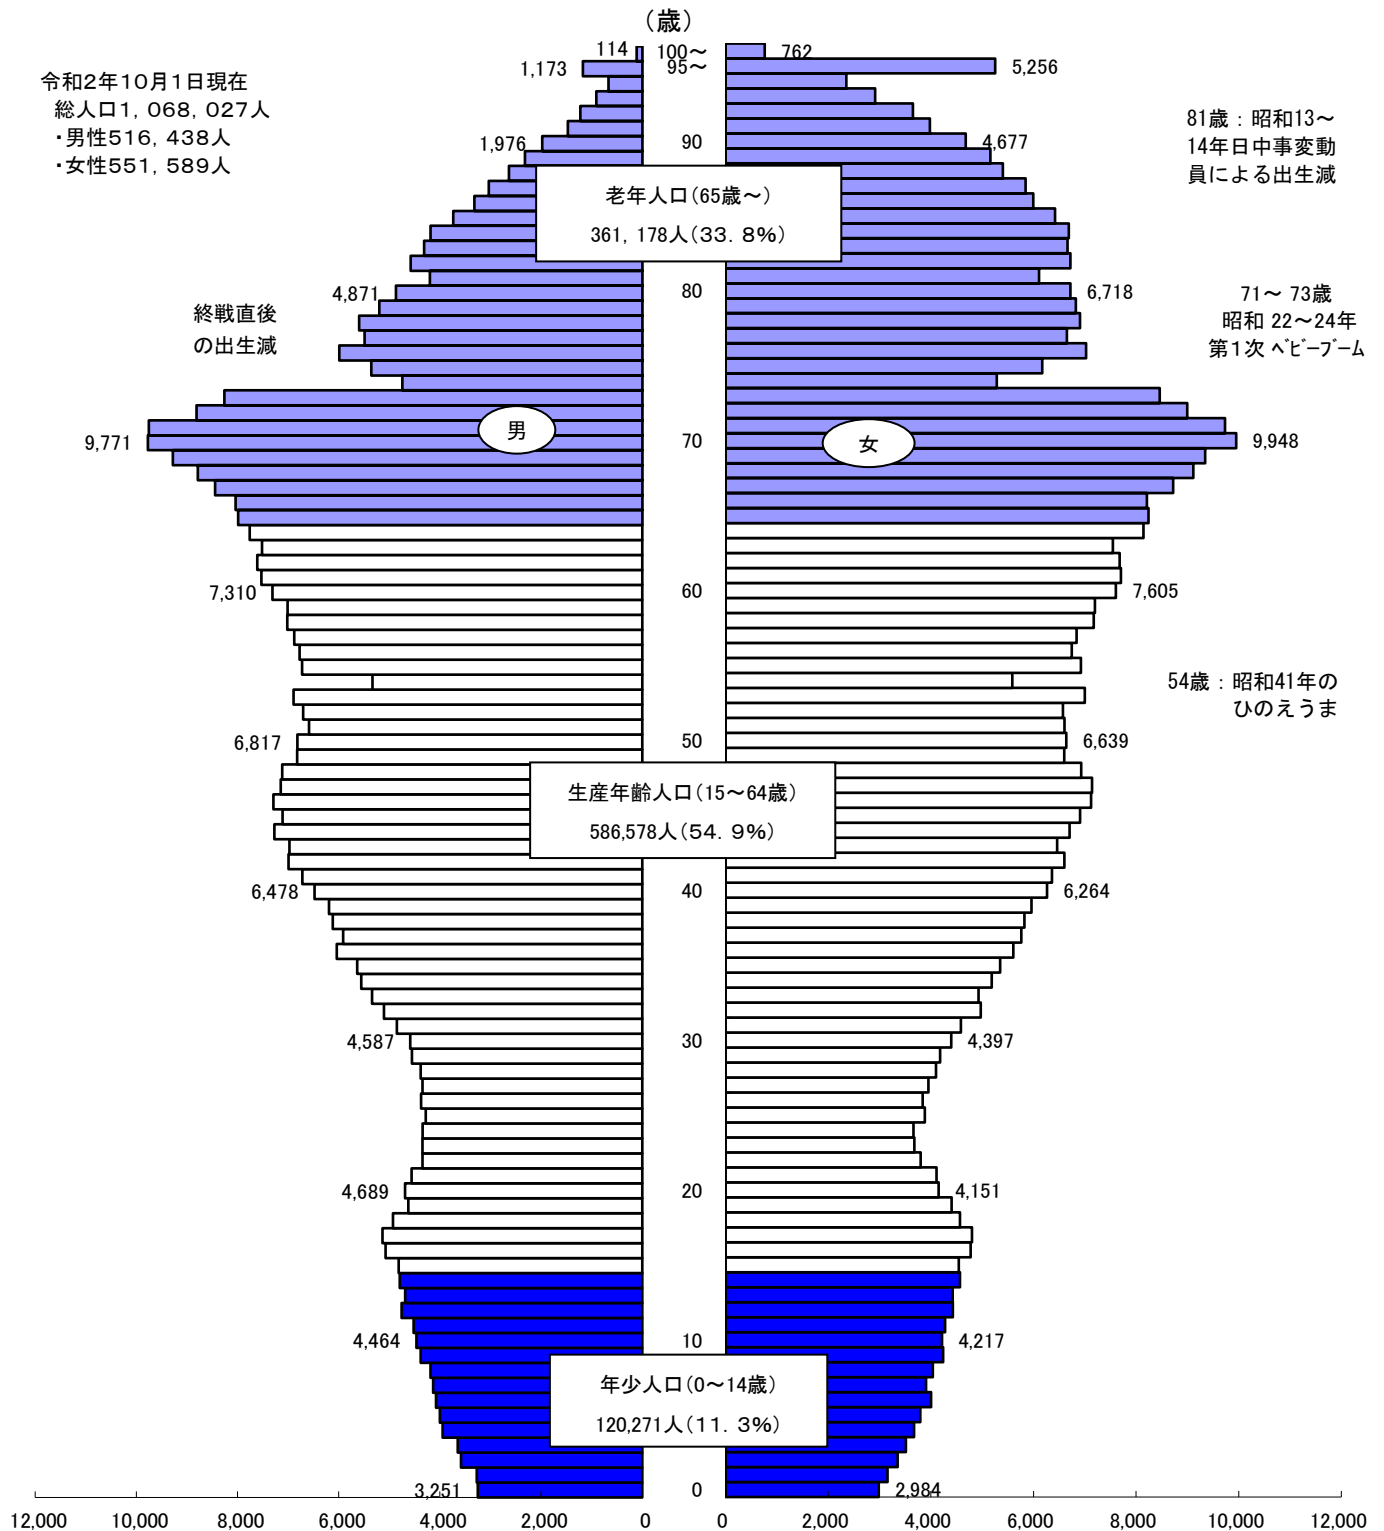 （歳）
114
100～
762
1,173
95～
5,256
令和2年10月1日現在
総人口1，068，027人
・男性516，438人
・女性551，589人
81歳：昭和13～
14年日中事変動
員による出生減
1,976
90
4,677
老年人口（65歳～）
361，178人（33．8%）
4,871
80
6,718
終戦直後
の出生減
71～ 73歳
昭和 22～24年
第１次 ﾍﾞﾋﾞｰﾌﾞｰﾑ
男
女
9,771
70
9,948
7,310
60
7,605
54歳：昭和41年の
ひのえうま
6,817
50
6,639
生産年齢人口（15～64歳）
586,578人（54．9%）
6,478
40
6,264
4,587
30
4,397
4,689
20
4,151
4,464
10
4,217
年少人口（0～14歳）
120,271人（11．3%）
3,251
0
2,984
12,000 10,000 8,000 6,000 4,000 2,000 0 2,000 4,000 6,000 8,000 10,000 12,000